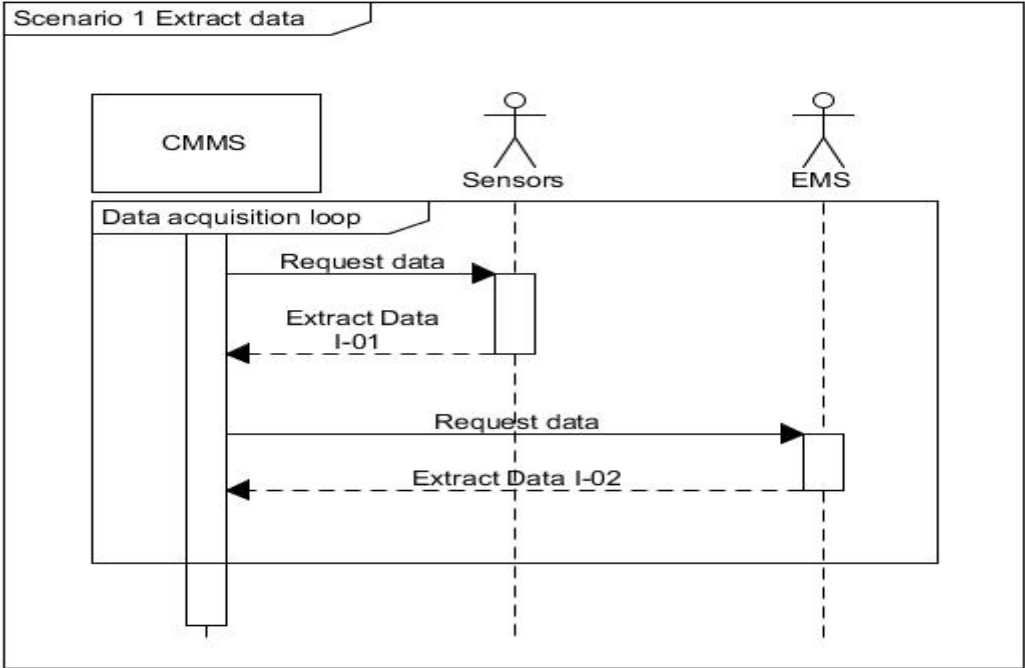 Scenario 1 Extract data
CMMS
Sensors
EMS
Data acquisition loop
Request data
Extract Data
I-01
Request data
Extract Data I-02